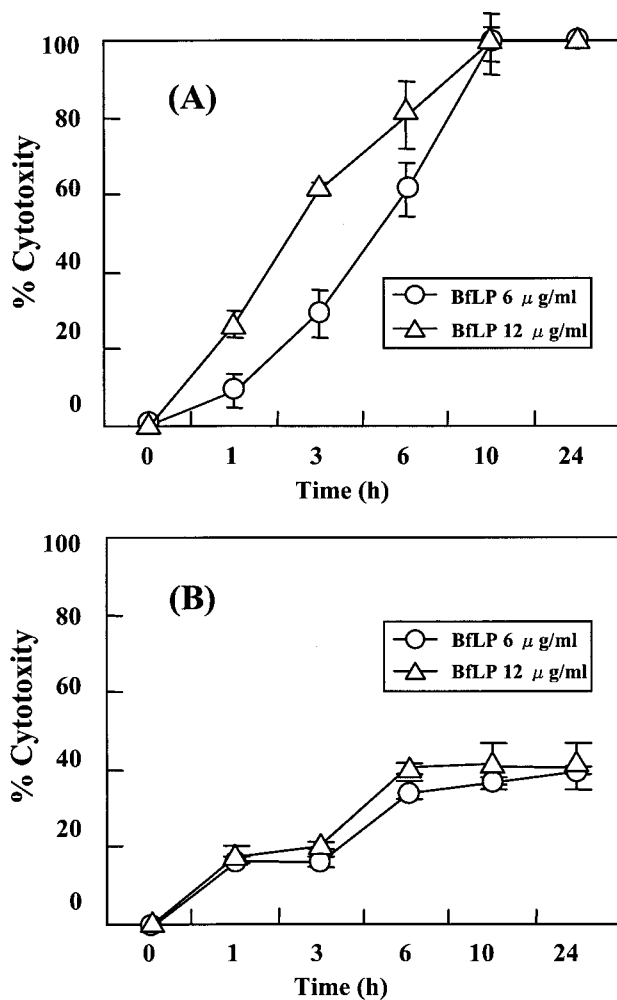 100
80
60
40
20
0
% Cytotoxity
(A)
BfLP 6 μ g/ml
BfLP 12 μ g/ml
0 1 3 6 10 24
Time (h)
100
80
60
40
20
0
% Cytotoxity
(B)
BfLP 6 μ g/ml
BfLP 12 μ g/ml
0 1 3 6 10 24
Time (h)